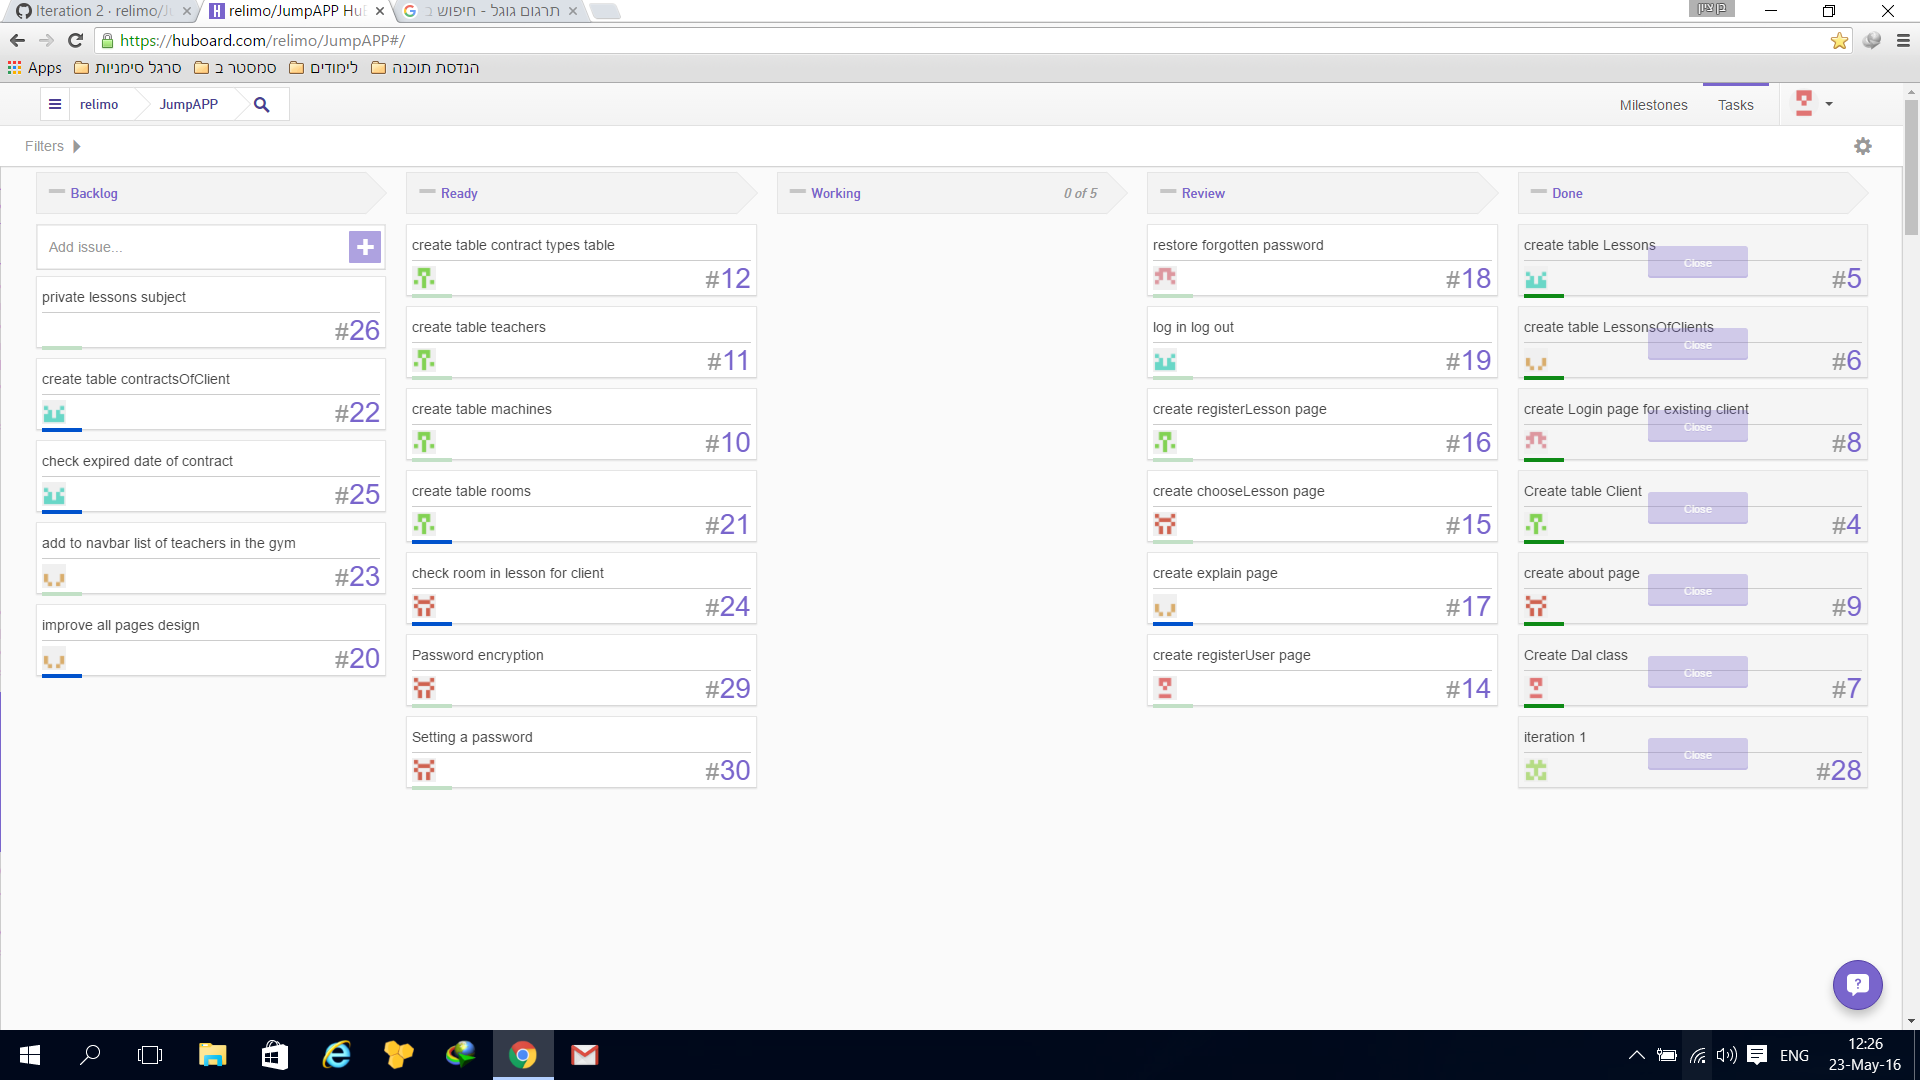 Iteration 2 · relimo/Ju
relimo/JumpAPP Hu
תרגום גוגל - חיפוש ב
בן ציון
https://huboard.com/relimo/JumpAPP#/
Apps
סרגל סימניות
סמסטר ב
לימודים
הנדסת תוכנה
relimo
JumpAPP
Milestones
Tasks
Filters
Backlog
Add issue...
private lessons subject
#26
create table contractsOfClient
#22
check expired date of contract
#25
add to navbar list of teachers in the gym
#23
improve all pages design
#20
Ready
create table contract types table
#12
create table teachers
#11
create table machines
#10
create table rooms
#21
check room in lesson for client
#24
Password encryption
#29
Setting a password
#30
Working
0 of 5
Review
restore forgotten password
#18
log in log out
#19
create registerLesson page
#16
create chooseLesson page
#15
create explain page
#17
create registerUser page
#14
Done
create table Lessons
Close
#5
create table LessonsOfClients
Close
#6
create Login page for existing client
Close
#8
Create table Client
Close
#4
create about page
Close
#9
Create Dal class
Close
#7
iteration 1
Close
#28
ENG
12:26
23-May-16